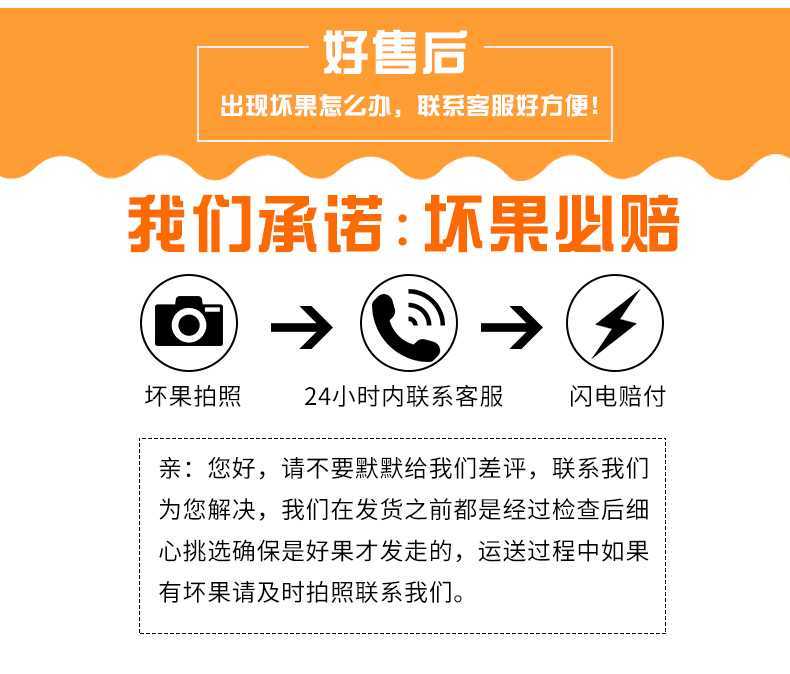 好售后
出现坏果怎么办，联系客服好方便！
我们承诺：坏果必赔
坏果拍照
24小时内联系客服
闪电赔付
亲：您好，请不要默默给我们差评，联系我们
为您解决，我们在发货之前都是经过检查后细
心挑选确保是好果才发走的，运送过程中如果
有坏果请及时拍照联系我们。